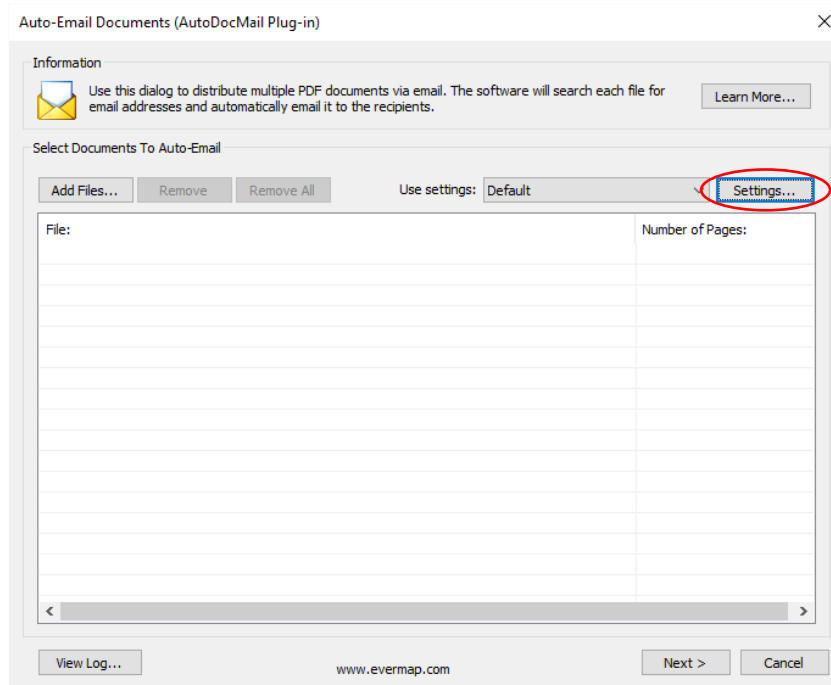 Auto-Email Documents (AutoDocMail Plug-in)
Information
Use this dialog to distribute multiple PDF documents via email. The software will search each file for
email addresses and automatically email it to the recipients.
Learn More...
Select Documents To Auto-Email
Add Files... Remove Remove All Use settings: Default Settings...
File: Number of Pages:
View Log... www.evermap.com Next > Cancel